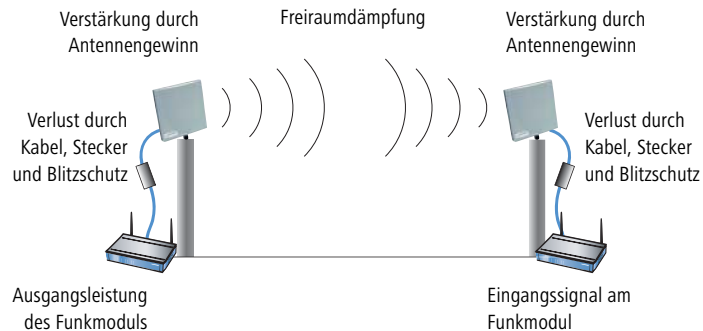 Verstärkung durch
Antennengewinn
Freiraumdämpfung
Verstärkung durch
Antennengewinn
Verlust durch
Kabel, Stecker
und Blitzschutz
Verlust durch
Kabel, Stecker
und Blitzschutz
Ausgangsleistung
des Funkmoduls
Eingangssignal am
Funkmodul